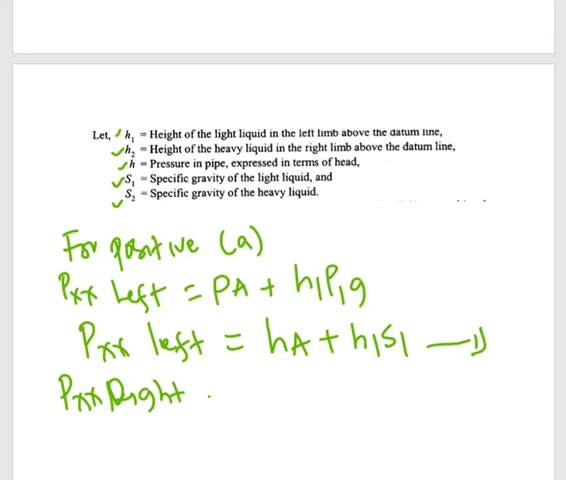 Let, h₁ = Height of the light liquid in the left limb above the datum line,
h₂ = Height of the heavy liquid in the right limb above the datum line,
h = Pressure in pipe, expressed in terms of head,
S₁ = Specific gravity of the light liquid, and
S₂ = Specific gravity of the heavy liquid.
For positive (a)
Pxx Left = PA + h₁ρ₁g
Pxx left = hA + h₁S₁ — 1)
Pxx Right